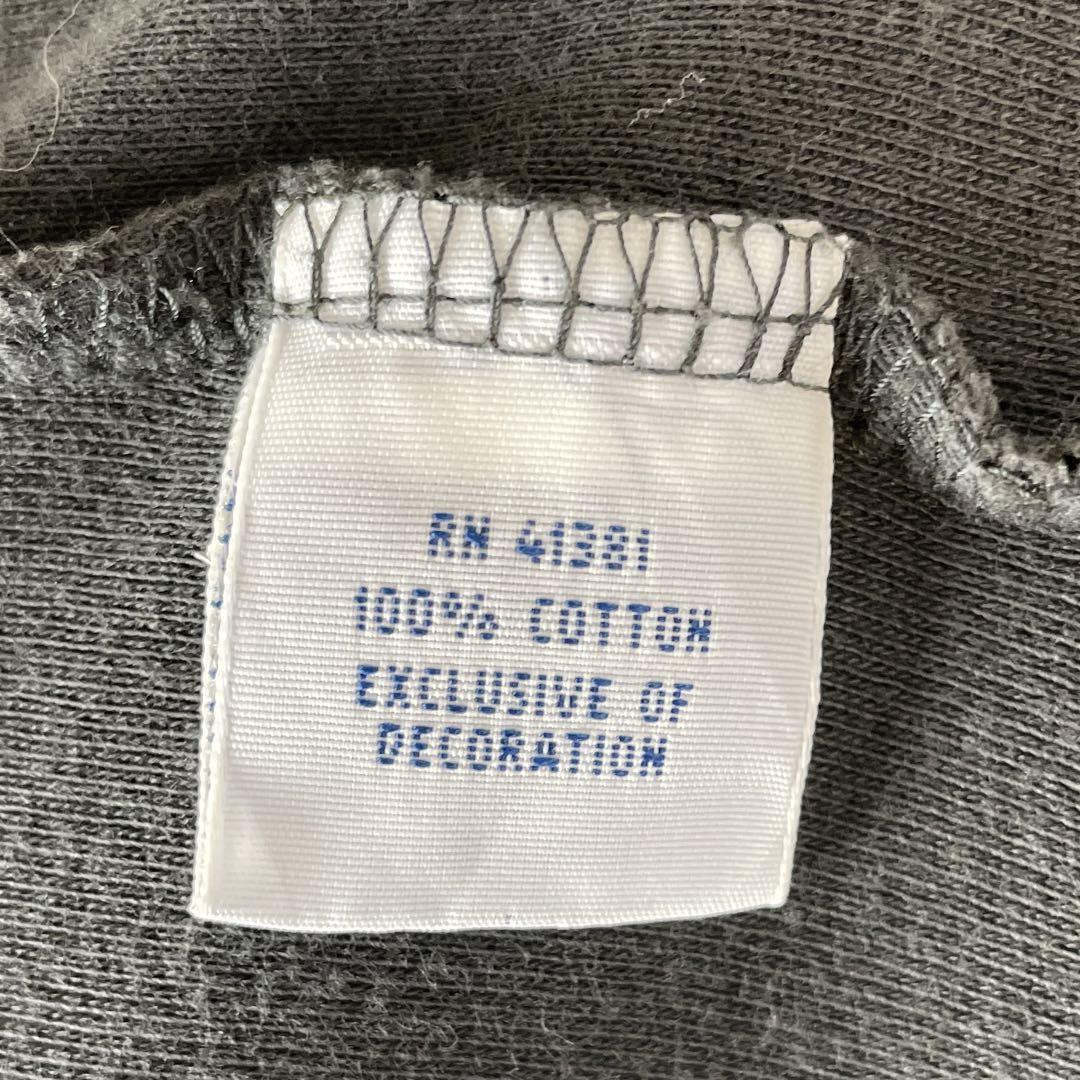 RN 41381
100% COTTON
EXCLUSIVE OF
DECORATION